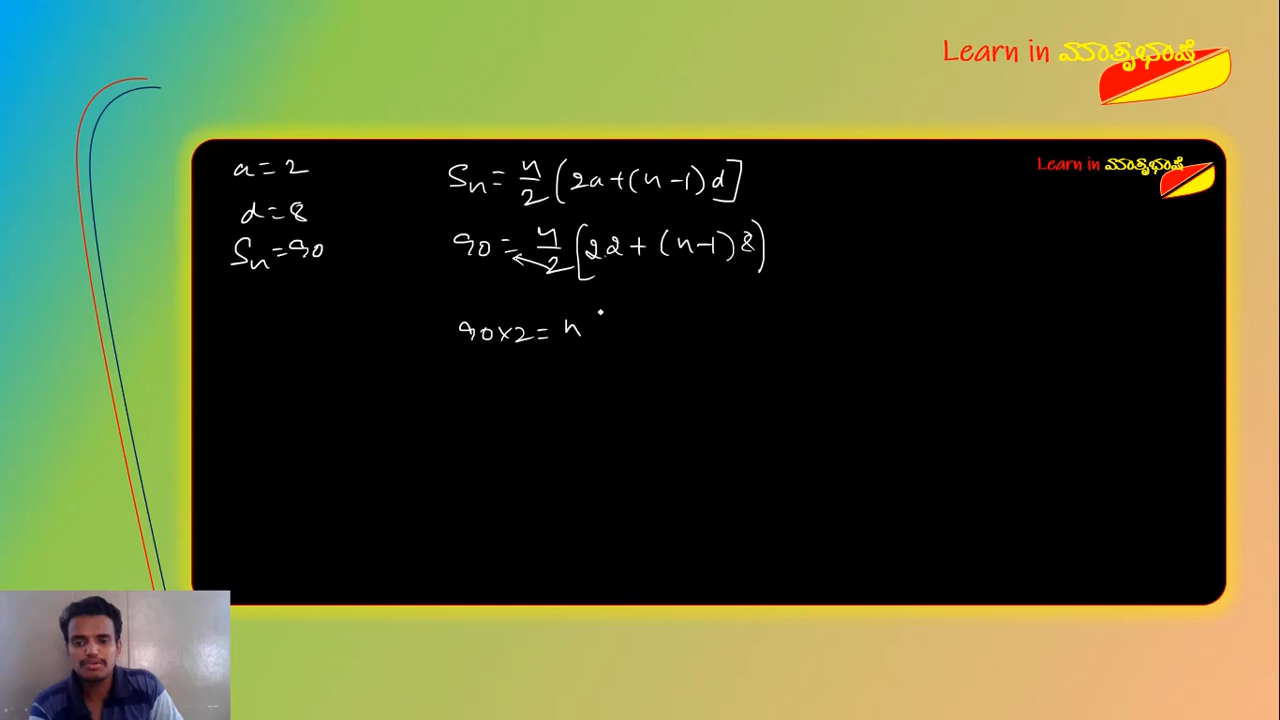 Learn in ಮಾತೃಭಾಷೆ
Learn in ಮಾತೃಭಾಷೆ
a = 2
d = 8
Sn = 90
Sn = n/2 (2a + (n - 1) d]
90 = n/2 [2 2 + (n - 1) 8)
90 × 2 = n